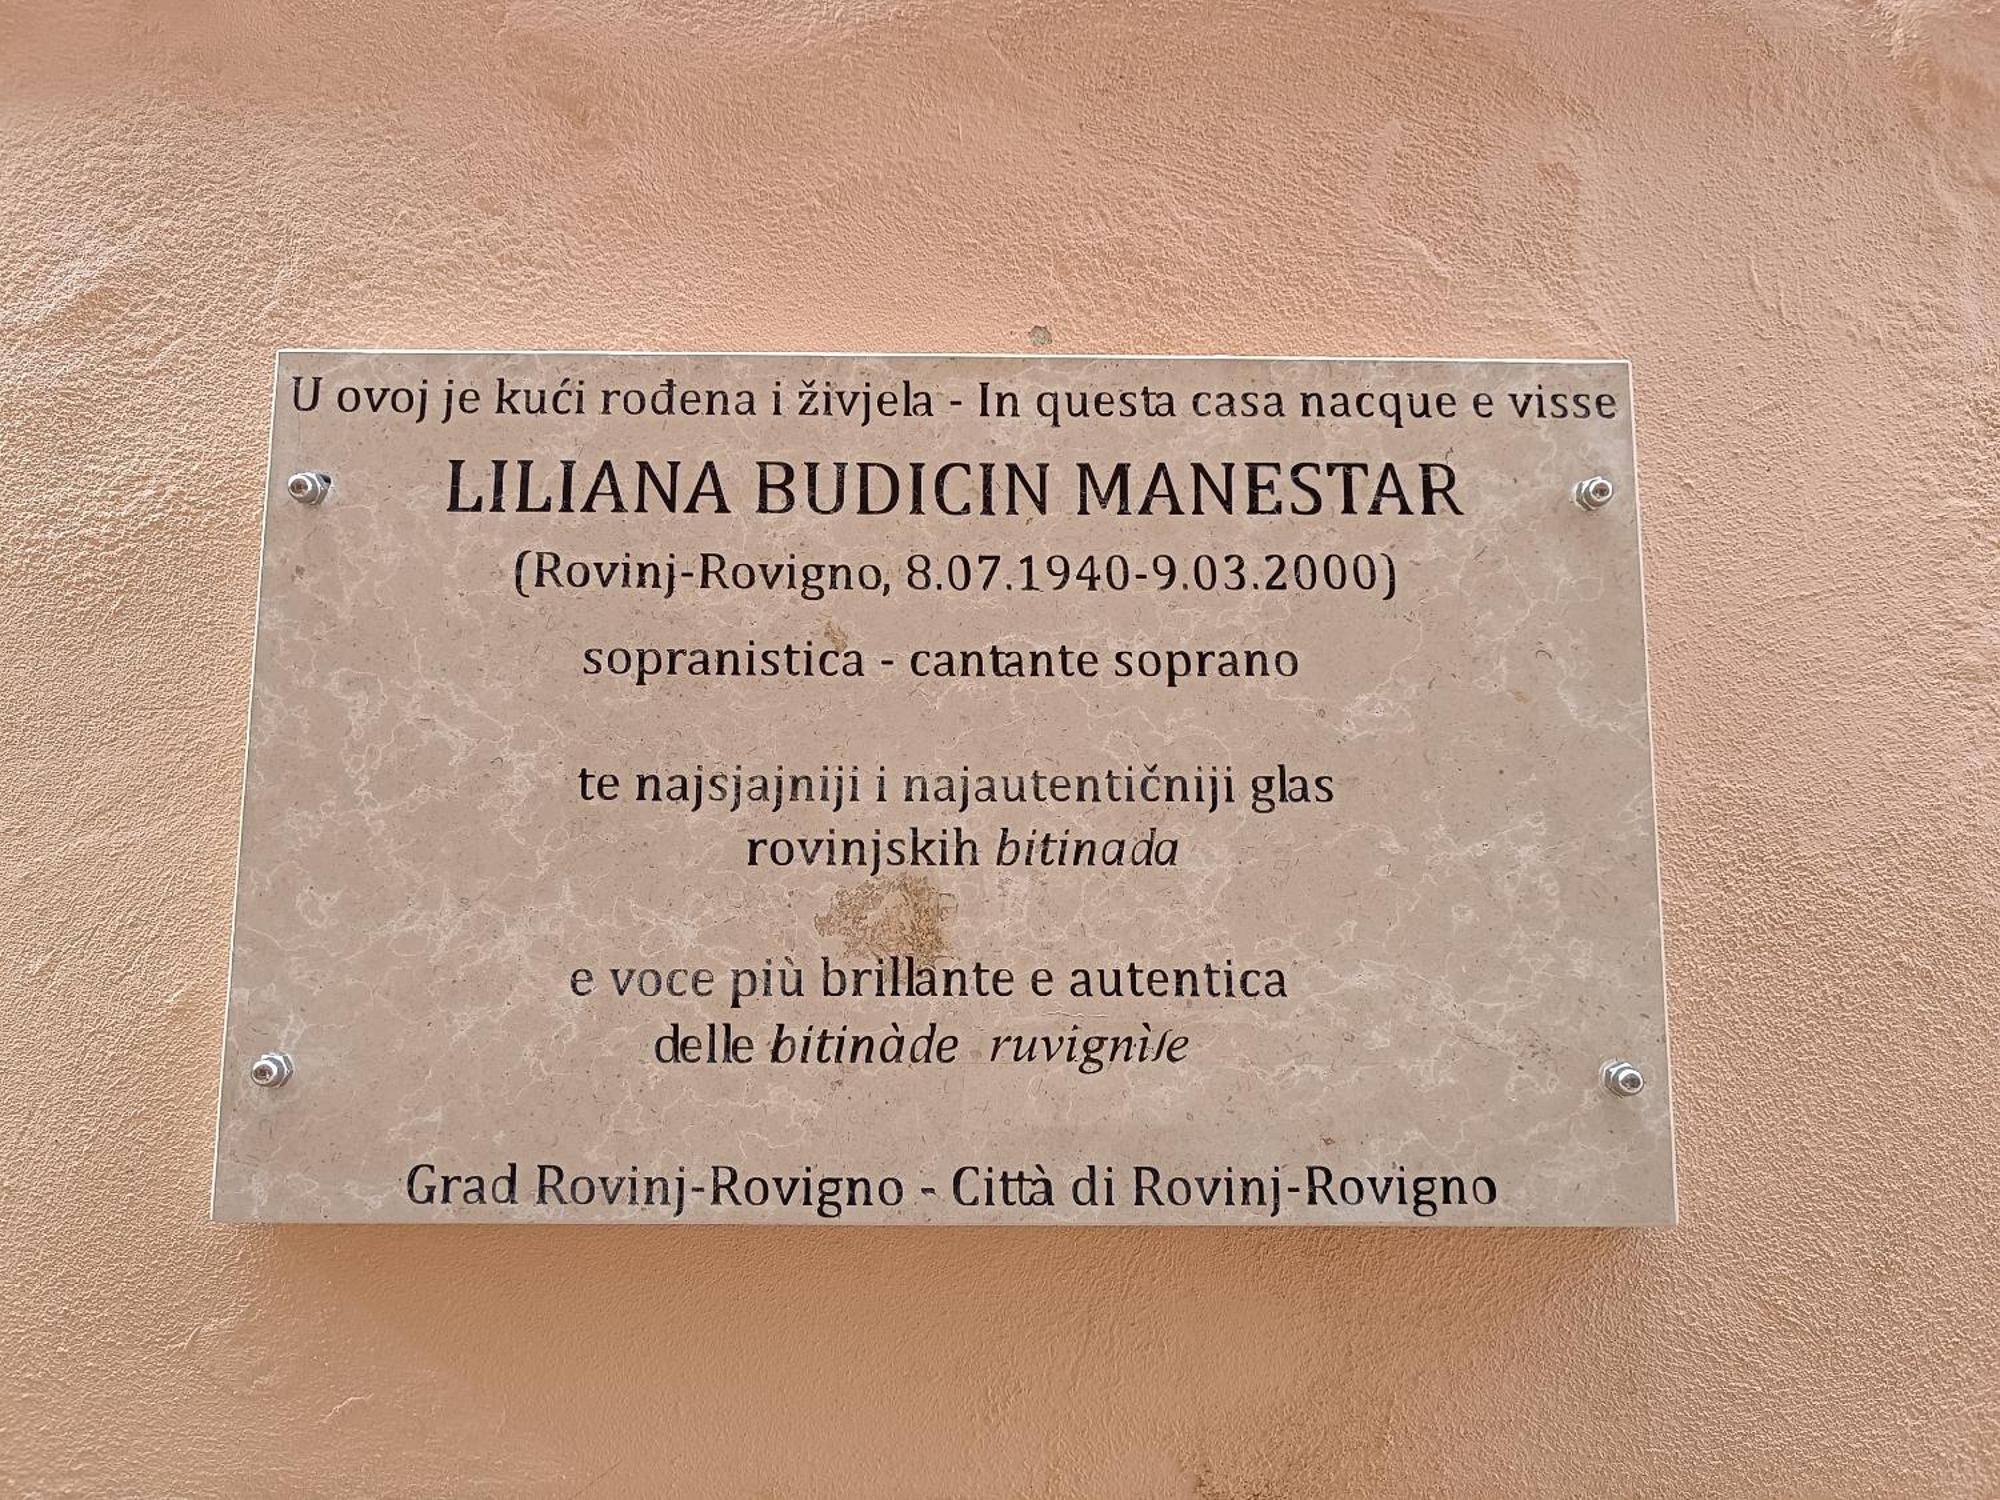 U ovoj je kući rođena i živjela - In questa casa nacque e visse
LILIANA BUDICIN MANESTAR
(Rovinj-Rovigno, 8.07.1940-9.03.2000)
sopranistica - cantante soprano
te najsjajniji i najautentičniji glas
rovinjskih bitinada
e voce più brillante e autentica
delle bitinàde ruvignìſe
Grad Rovinj-Rovigno - Città di Rovinj-Rovigno